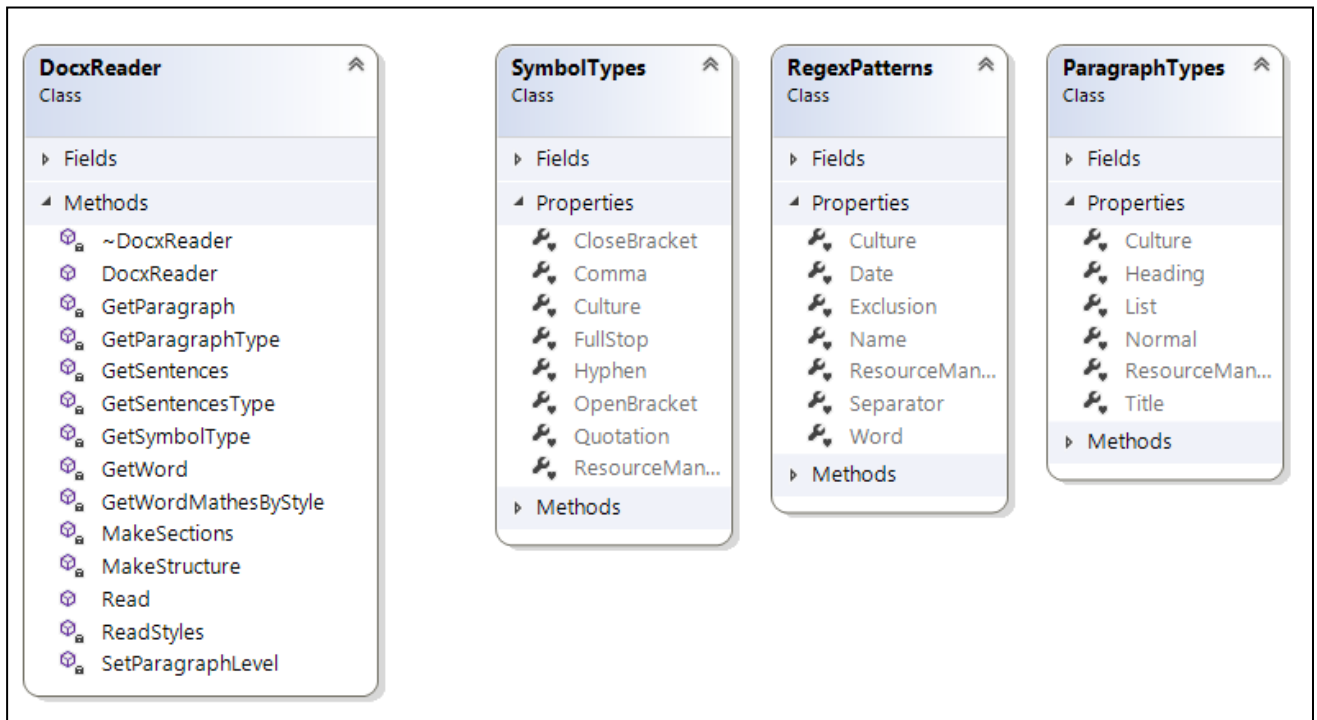 DocxReader
Class
Fields
Methods
~DocxReader
DocxReader
GetParagraph
GetParagraphType
GetSentences
GetSentencesType
GetSymbolType
GetWord
GetWordMathesByStyle
MakeSections
MakeStructure
Read
ReadStyles
SetParagraphLevel
SymbolTypes
Class
Fields
Properties
CloseBracket
Comma
Culture
FullStop
Hyphen
OpenBracket
Quotation
ResourceMan...
Methods
RegexPatterns
Class
Fields
Properties
Culture
Date
Exclusion
Name
ResourceMan...
Separator
Word
Methods
ParagraphTypes
Class
Fields
Properties
Culture
Heading
List
Normal
ResourceMan...
Title
Methods